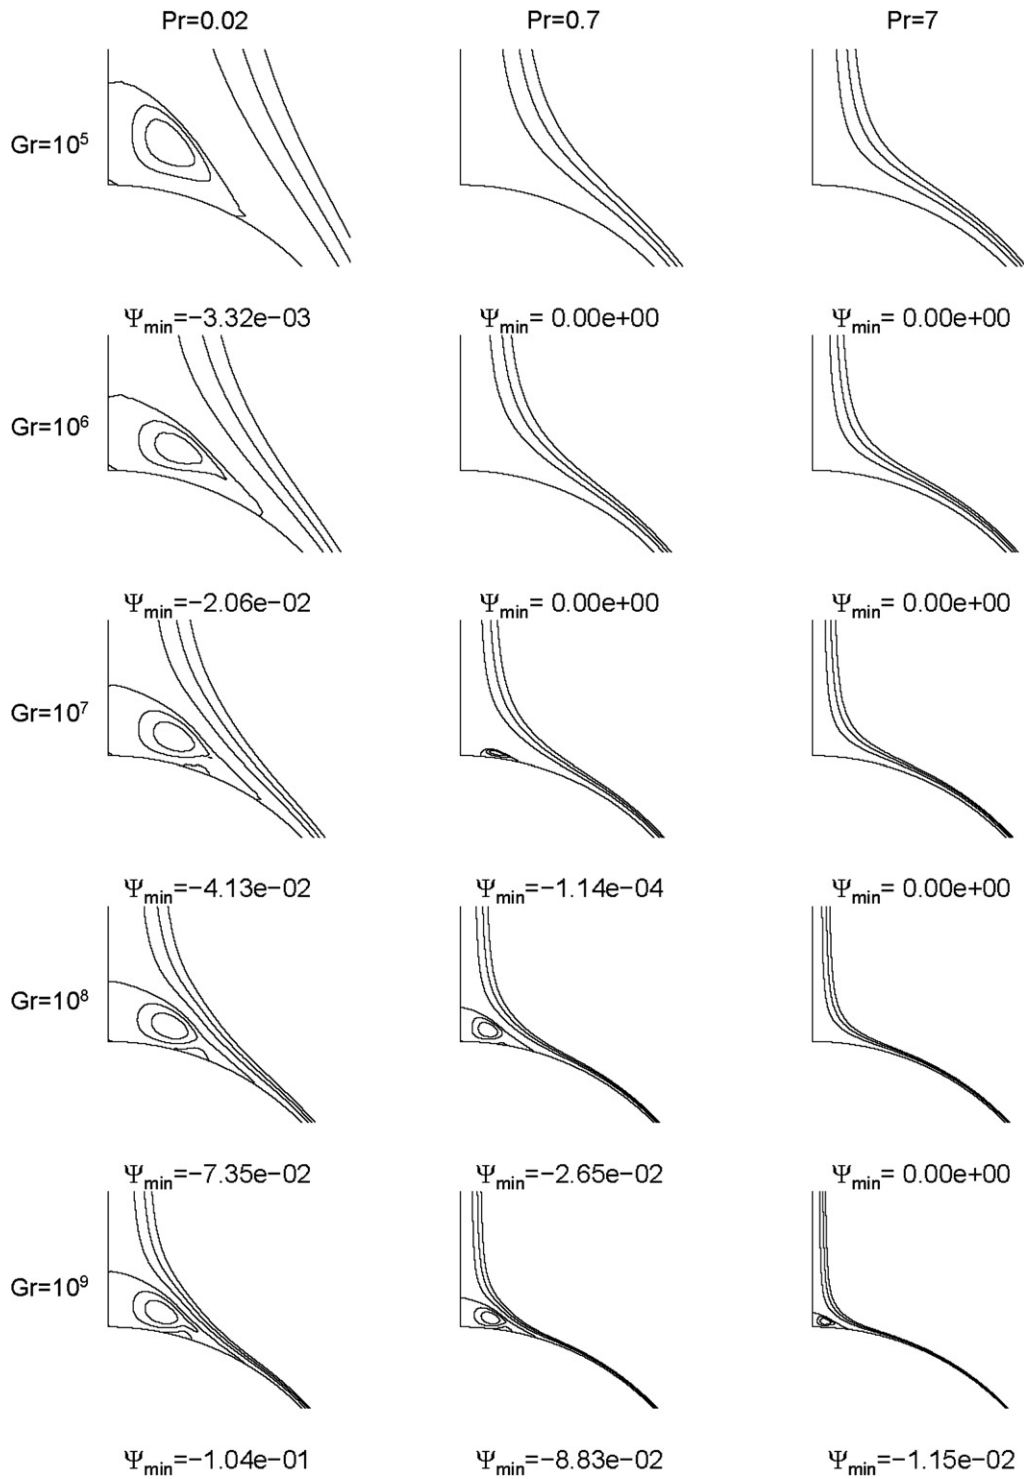 Pr=0.02 Pr=0.7 Pr=7
Gr=10⁵
Ψmin=−3.32e−03 Ψmin= 0.00e+00 Ψmin= 0.00e+00
Gr=10⁶
Ψmin=−2.06e−02 Ψmin= 0.00e+00 Ψmin= 0.00e+00
Gr=10⁷
Ψmin=−4.13e−02 Ψmin=−1.14e−04 Ψmin= 0.00e+00
Gr=10⁸
Ψmin=−7.35e−02 Ψmin=−2.65e−02 Ψmin= 0.00e+00
Gr=10⁹
Ψmin=−1.04e−01 Ψmin=−8.83e−02 Ψmin=−1.15e−02